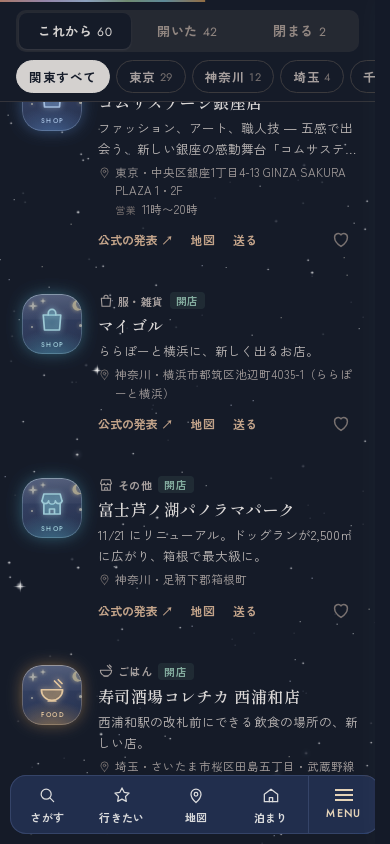 これから 60 開いた 42 閉まる 2
関東すべて 東京 29 神奈川 12 埼玉 4 千
コムサステージ銀座店
SHOP
ファッション、アート、職人技 — 五感で出
会う、新しい銀座の感動舞台「コムサステ…
東京・中央区銀座1丁目4-13 GINZA SAKURA
PLAZA 1・2F
営業 11時〜20時
公式の発表 ↗ 地図 送る
服・雑貨 開店
マイゴル
SHOP
ららぽーと横浜に、新しく出るお店。
神奈川・横浜市都筑区池辺町4035-1（ららぽ
ーと横浜）
公式の発表 ↗ 地図 送る
その他 開店
富士芦ノ湖パノラマパーク
SHOP
11/21 にリニューアル。ドッグランが2,500㎡
に広がり、箱根で最大級に。
神奈川・足柄下郡箱根町
公式の発表 ↗ 地図 送る
ごはん 開店
寿司酒場コレチカ 西浦和店
FOOD
西浦和駅の改札前にできる飲食の場所の、新
しい店。
埼玉・さいたま市桜区田島五丁目・武蔵野線
さがす 行きたい 地図 泊まり MENU